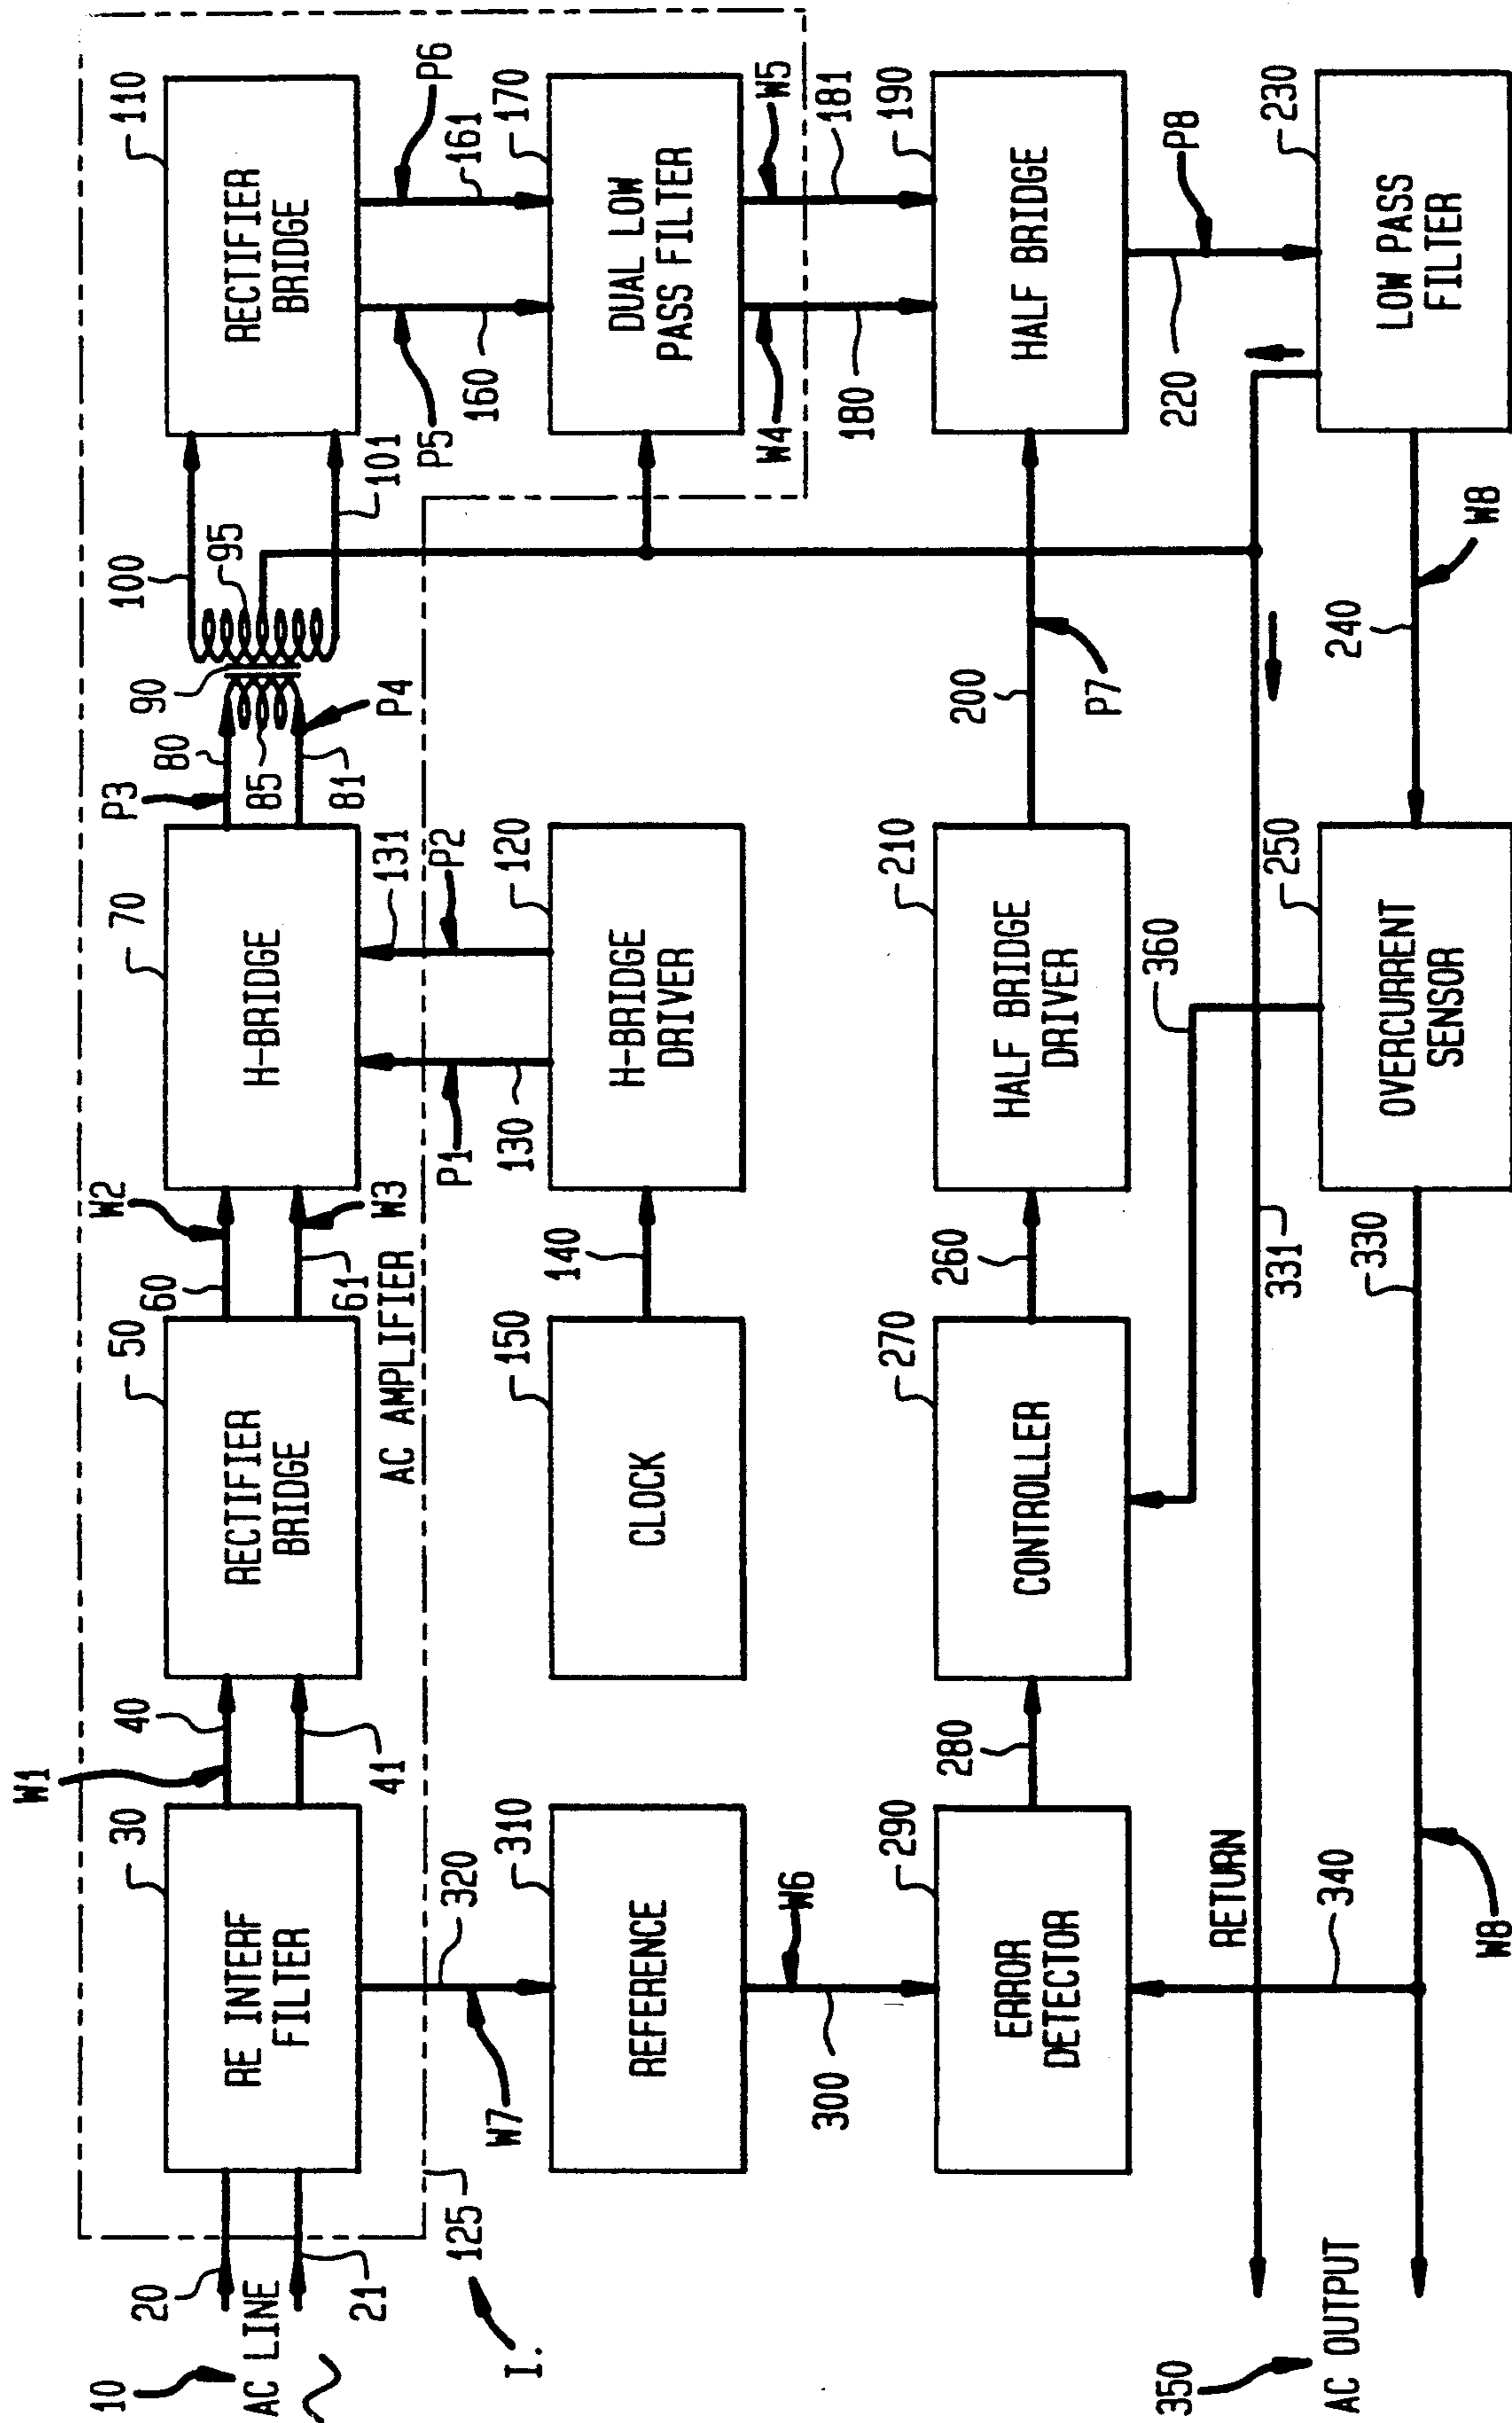 10
AC LINE
20
21
RE INTERF
FILTER
30
W1
40
41
RECTIFIER
BRIDGE
50
W2
60
W3
61
AC AMPLIFIER
H-BRIDGE
70
P3
80
85
81
P4
90
95
100
101
RECTIFIER
BRIDGE
110
I.
125
W7
320
REFERENCE
310
CLOCK
150
140
H-BRIDGE
DRIVER
120
P1
130
P2
131
P5
160
P6
161
DUAL LOW
PASS FILTER
170
W4
180
W5
181
300
W6
ERROR
DETECTOR
290
280
CONTROLLER
270
260
HALF BRIDGE
DRIVER
210
200
P7
HALF BRIDGE
190
220
P8
360
RETURN
331
340
350
AC OUTPUT
W8
330
OVERCURRENT
SENSOR
250
240
W8
LOW PASS
FILTER
230